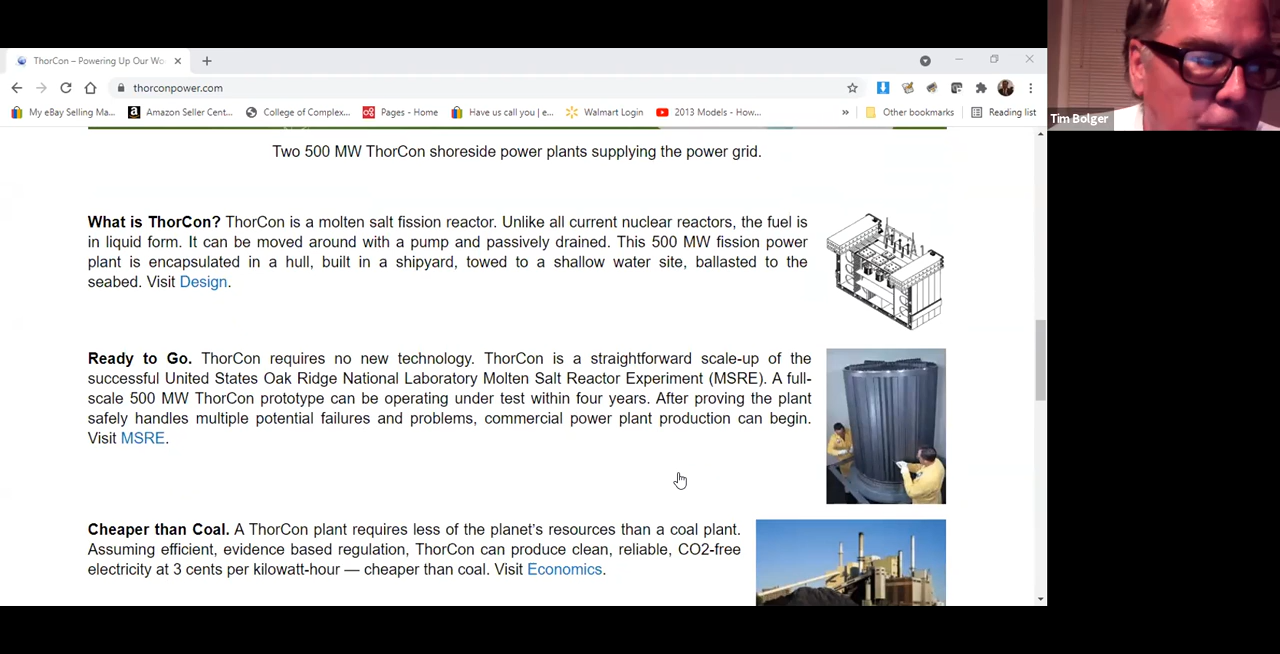 ThorCon – Powering Up Our Wo
thorconpower.com
My eBay Selling Ma...
Amazon Seller Cent...
College of Complex...
Pages - Home
Have us call you | e...
Walmart Login
2013 Models - How...
»
Other bookmarks
Reading list
Tim Bolger
Two 500 MW ThorCon shoreside power plants supplying the power grid.
What is ThorCon? ThorCon is a molten salt fission reactor. Unlike all current nuclear reactors, the fuel is
in liquid form. It can be moved around with a pump and passively drained. This 500 MW fission power
plant is encapsulated in a hull, built in a shipyard, towed to a shallow water site, ballasted to the
seabed. Visit Design.
Ready to Go. ThorCon requires no new technology. ThorCon is a straightforward scale-up of the
successful United States Oak Ridge National Laboratory Molten Salt Reactor Experiment (MSRE). A full-
scale 500 MW ThorCon prototype can be operating under test within four years. After proving the plant
safely handles multiple potential failures and problems, commercial power plant production can begin.
Visit MSRE.
Cheaper than Coal. A ThorCon plant requires less of the planet's resources than a coal plant.
Assuming efficient, evidence based regulation, ThorCon can produce clean, reliable, CO2-free
electricity at 3 cents per kilowatt-hour — cheaper than coal. Visit Economics.